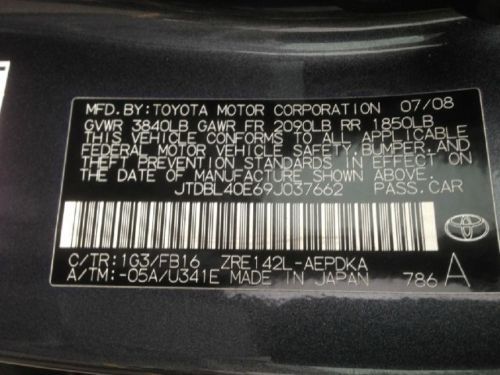 MFD. BY: TOYOTA MOTOR CORPORATION 07/08
GVWR 3840LB GAWR FR 2090LB RR 1850LB
THIS VEHICLE CONFORMS TO ALL APPLICABLE
FEDERAL MOTOR VEHICLE SAFETY, BUMPER, AND
THEFT PREVENTION STANDARDS IN EFFECT ON
THE DATE OF MANUFACTURE SHOWN ABOVE.
JTDBL40E69J037662 PASS. CAR
TOYOTA
C/TR: 1G3/FB16 ZRE142L-AEPDKA
A/TM: -05A/U341E MADE IN JAPAN 786 A